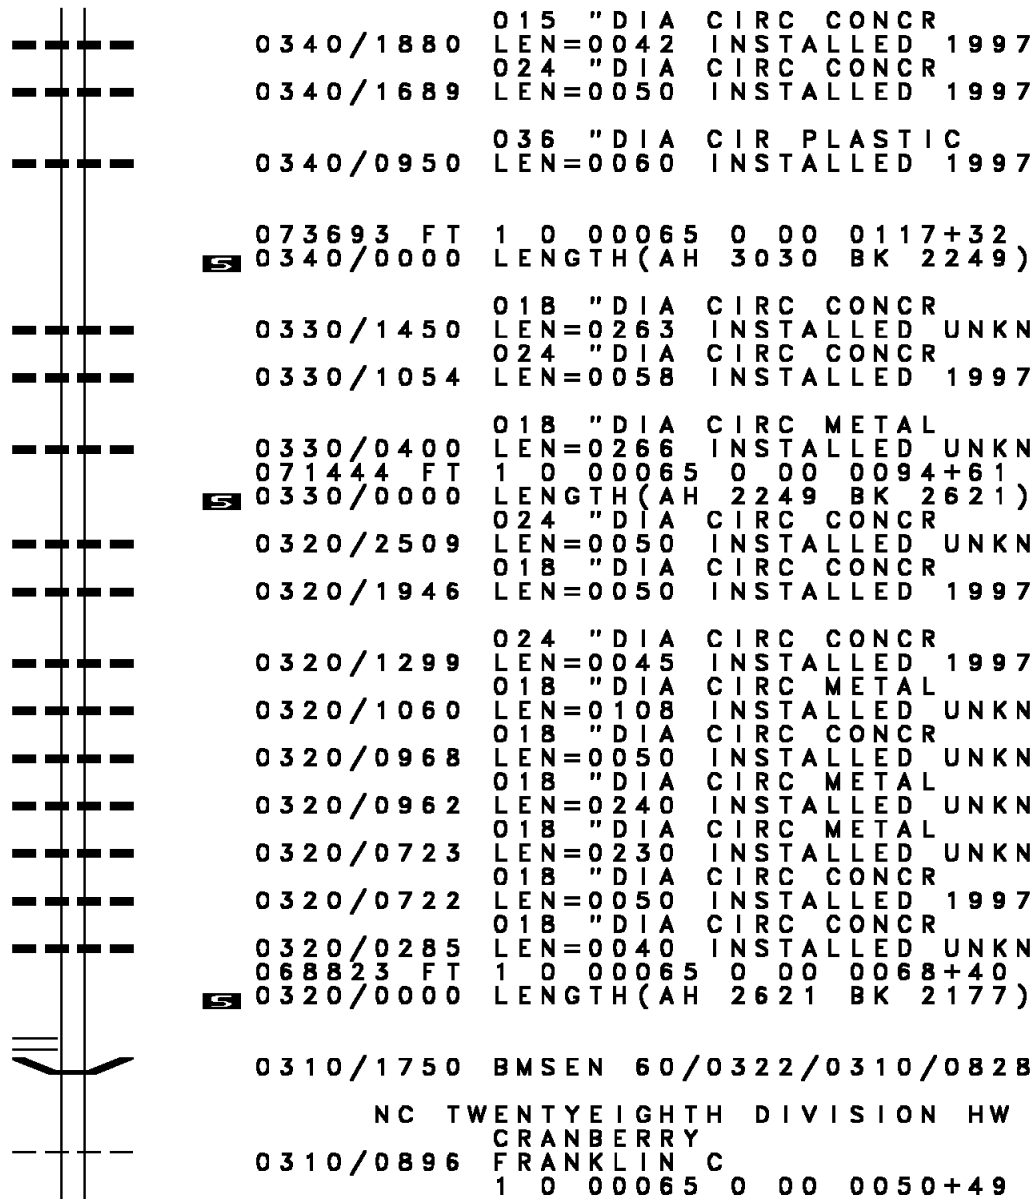 015 "DIA CIRC CONCR
0340/1880 LEN=0042 INSTALLED 1997
024 "DIA CIRC CONCR
0340/1689 LEN=0050 INSTALLED 1997
036 "DIA CIR PLASTIC
0340/0950 LEN=0060 INSTALLED 1997
073693 FT 1 0 00065 0 00 0117+32
S 0340/0000 LENGTH(AH 3030 BK 2249)
018 "DIA CIRC CONCR
0330/1450 LEN=0263 INSTALLED UNKN
024 "DIA CIRC CONCR
0330/1054 LEN=0058 INSTALLED 1997
018 "DIA CIRC METAL
0330/0400 LEN=0266 INSTALLED UNKN
071444 FT 1 0 00065 0 00 0094+61
S 0330/0000 LENGTH(AH 2249 BK 2621)
024 "DIA CIRC CONCR
0320/2509 LEN=0050 INSTALLED UNKN
018 "DIA CIRC CONCR
0320/1946 LEN=0050 INSTALLED 1997
024 "DIA CIRC CONCR
0320/1299 LEN=0045 INSTALLED 1997
018 "DIA CIRC METAL
0320/1060 LEN=0108 INSTALLED UNKN
018 "DIA CIRC CONCR
0320/0968 LEN=0050 INSTALLED UNKN
018 "DIA CIRC METAL
0320/0962 LEN=0240 INSTALLED UNKN
018 "DIA CIRC METAL
0320/0723 LEN=0230 INSTALLED UNKN
018 "DIA CIRC CONCR
0320/0722 LEN=0050 INSTALLED 1997
018 "DIA CIRC CONCR
0320/0285 LEN=0040 INSTALLED UNKN
068823 FT 1 0 00065 0 00 0068+40
S 0320/0000 LENGTH(AH 2621 BK 2177)
0310/1750 BMSEN 60/0322/0310/0828
NC TWENTYEIGHTH DIVISION HW
CRANBERRY
0310/0896 FRANKLIN C
1 0 00065 0 00 0050+49